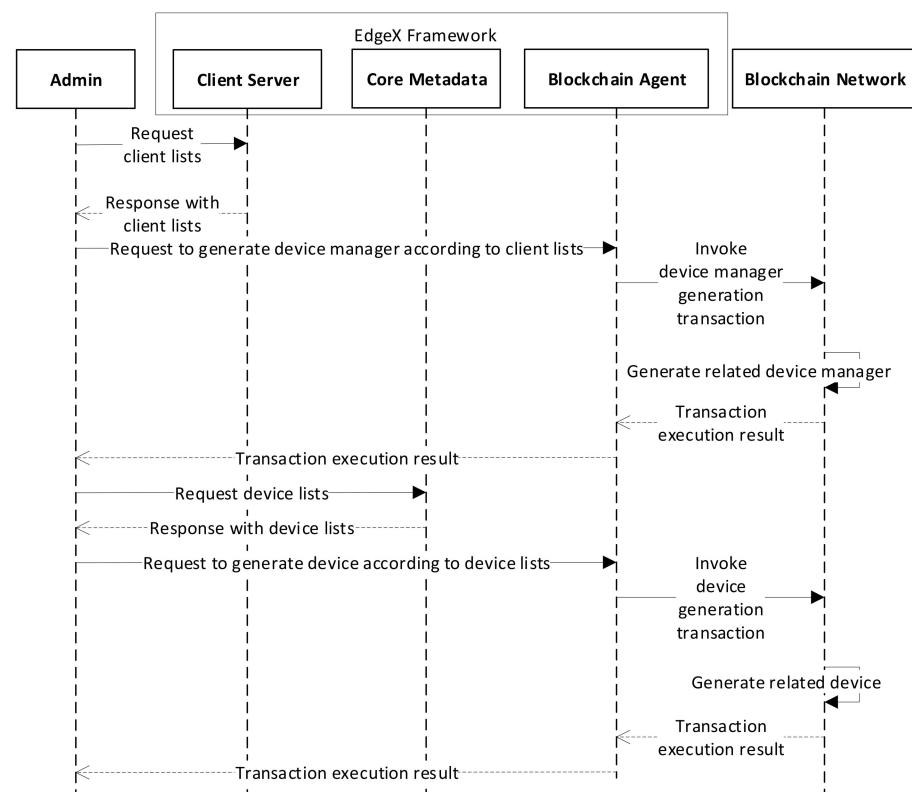 EdgeX Framework
Admin
Client Server
Core Metadata
Blockchain Agent
Blockchain Network
Request
client lists
Response with
client lists
Request to generate device manager according to client lists
Invoke
device manager
generation
transaction
Generate related device manager
Transaction
execution result
Transaction execution result
Request device lists
Response with device lists
Request to generate device according to device lists
Invoke
device
generation
transaction
Generate related device
Transaction
execution result
Transaction execution result